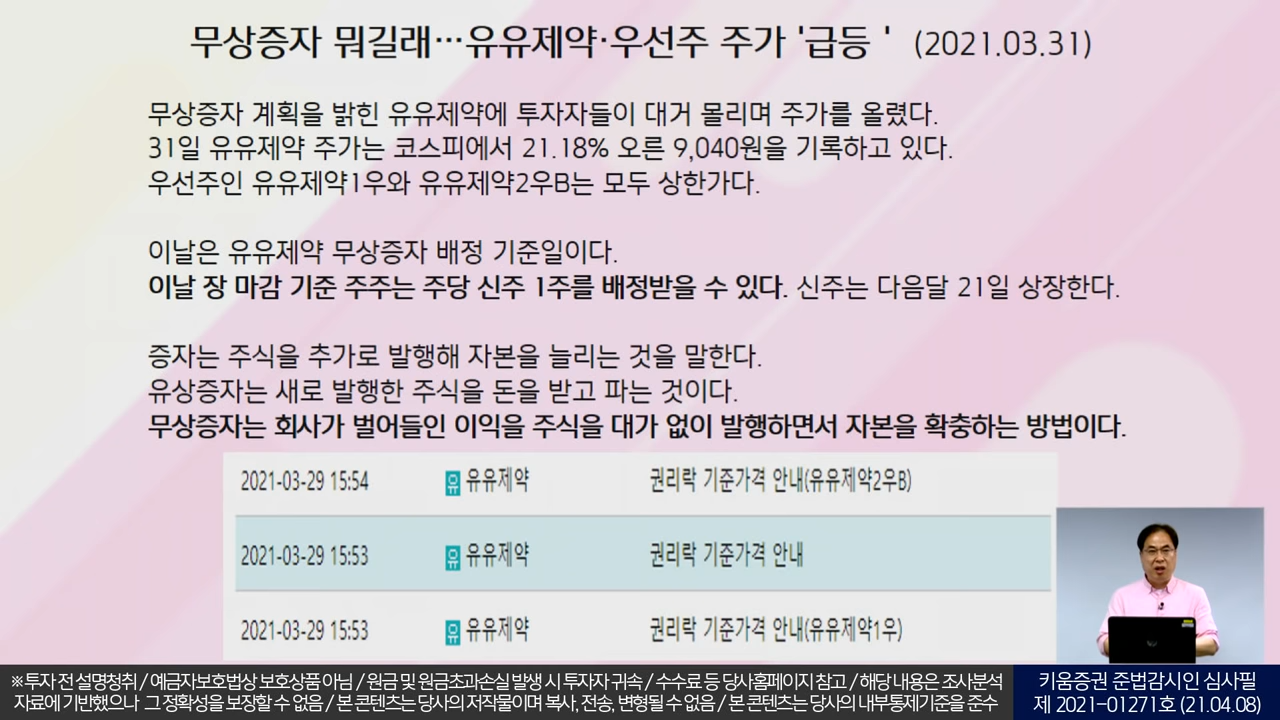 무상증자 뭐길래…유유제약·우선주 주가 '급등 ' (2021.03.31)
무상증자 계획을 밝힌 유유제약에 투자자들이 대거 몰리며 주가를 올렸다.
31일 유유제약 주가는 코스피에서 21.18% 오른 9,040원을 기록하고 있다.
우선주인 유유제약1우와 유유제약2우B는 모두 상한가다.
이날은 유유제약 무상증자 배정 기준일이다.
이날 장 마감 기준 주주는 주당 신주 1주를 배정받을 수 있다. 신주는 다음달 21일 상장한다.
증자는 주식을 추가로 발행해 자본을 늘리는 것을 말한다.
유상증자는 새로 발행한 주식을 돈을 받고 파는 것이다.
무상증자는 회사가 벌어들인 이익을 주식을 대가 없이 발행하면서 자본을 확충하는 방법이다.
2021-03-29 15:54 유 유유제약 권리락 기준가격 안내(유유제약2우B)
2021-03-29 15:53 유 유유제약 권리락 기준가격 안내
2021-03-29 15:53 유 유유제약 권리락 기준가격 안내(유유제약1우)
※투자 전 설명청취 / 예금자보호법상 보호상품 아님 / 원금 및 원금초과손실 발생 시 투자자 귀속 / 수수료 등 당사홈페이지 참고 / 해당 내용은 조사분석
자료에 기반했으나 그 정확성을 보장할 수 없음 / 본 콘텐츠는 당사의 저작물이며 복사, 전송, 변형될 수 없음 / 본 콘텐츠는 당사의 내부통제기준을 준수
키움증권 준법감시인 심사필
제 2021-01271호 (21.04.08)